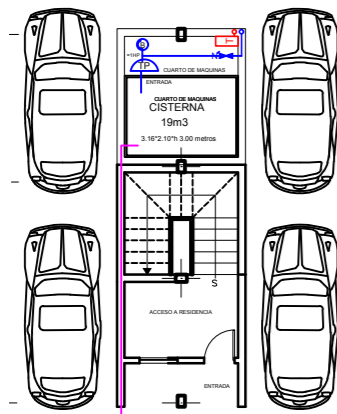 B
≈1HP
TP
T
N
CUARTO DE MAQUINAS
ENTRADA
CUARTO DE MAQUINAS
CISTERNA
19m3
3.16*2.10*h 3.00 metros
S
ACCESO A RESIDENCIA
ENTRADA